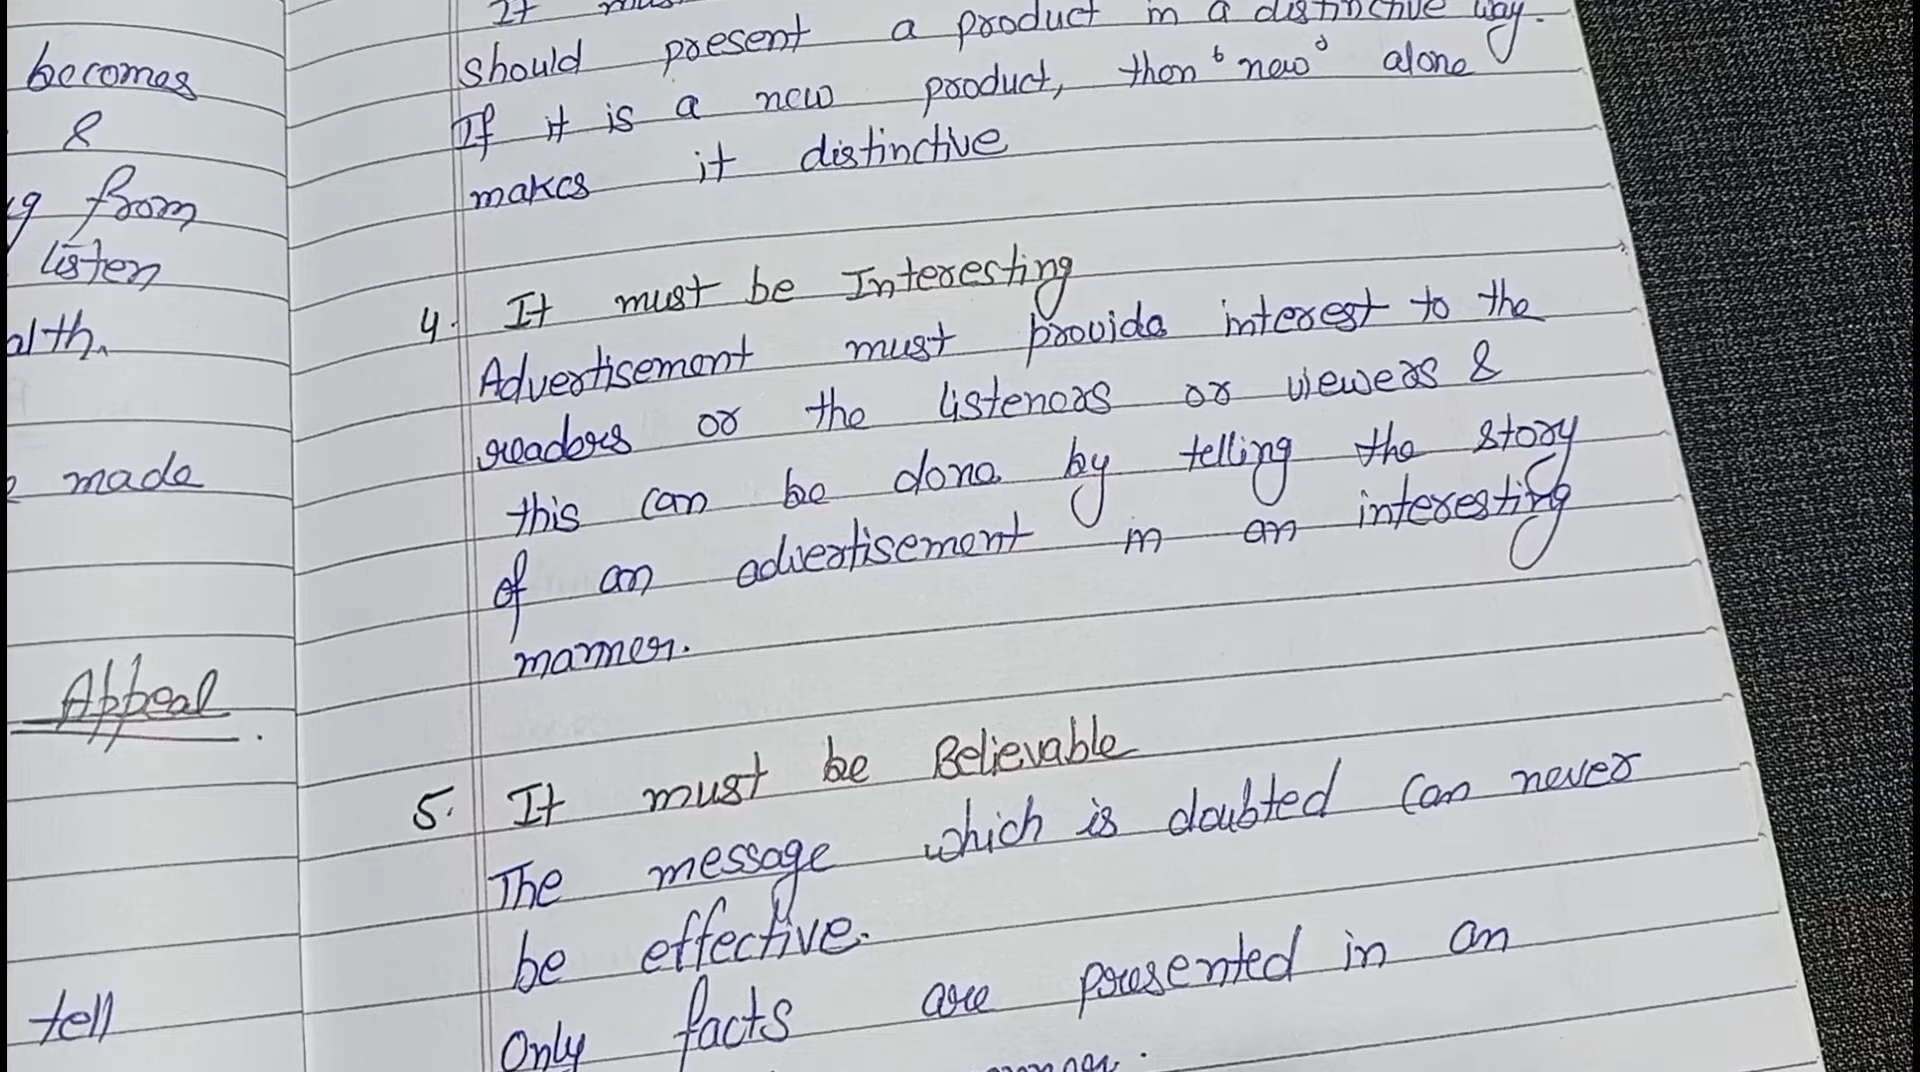 becomes
&
from
listen
alth.
made
Appeal.
tell
It
should present a product in a distinctive way.
If it is a new product, then 'new' alone
makes it distinctive
4. It must be Interesting
Advertisement must provide interest to the
readers or the listeners or viewers &
this can be done by telling the story
of an advertisement in an interesting
manner.
5. It must be Believable
The message which is doubted can never
be effective.
Only facts are presented in an